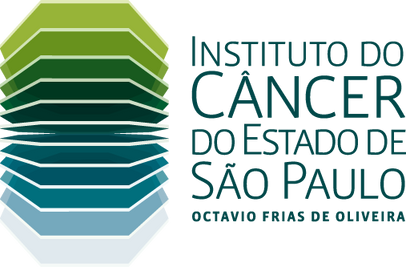 INSTITUTO DO
CÂNCER
DO ESTADO DE
SÃO PAULO
OCTAVIO FRIAS DE OLIVEIRA